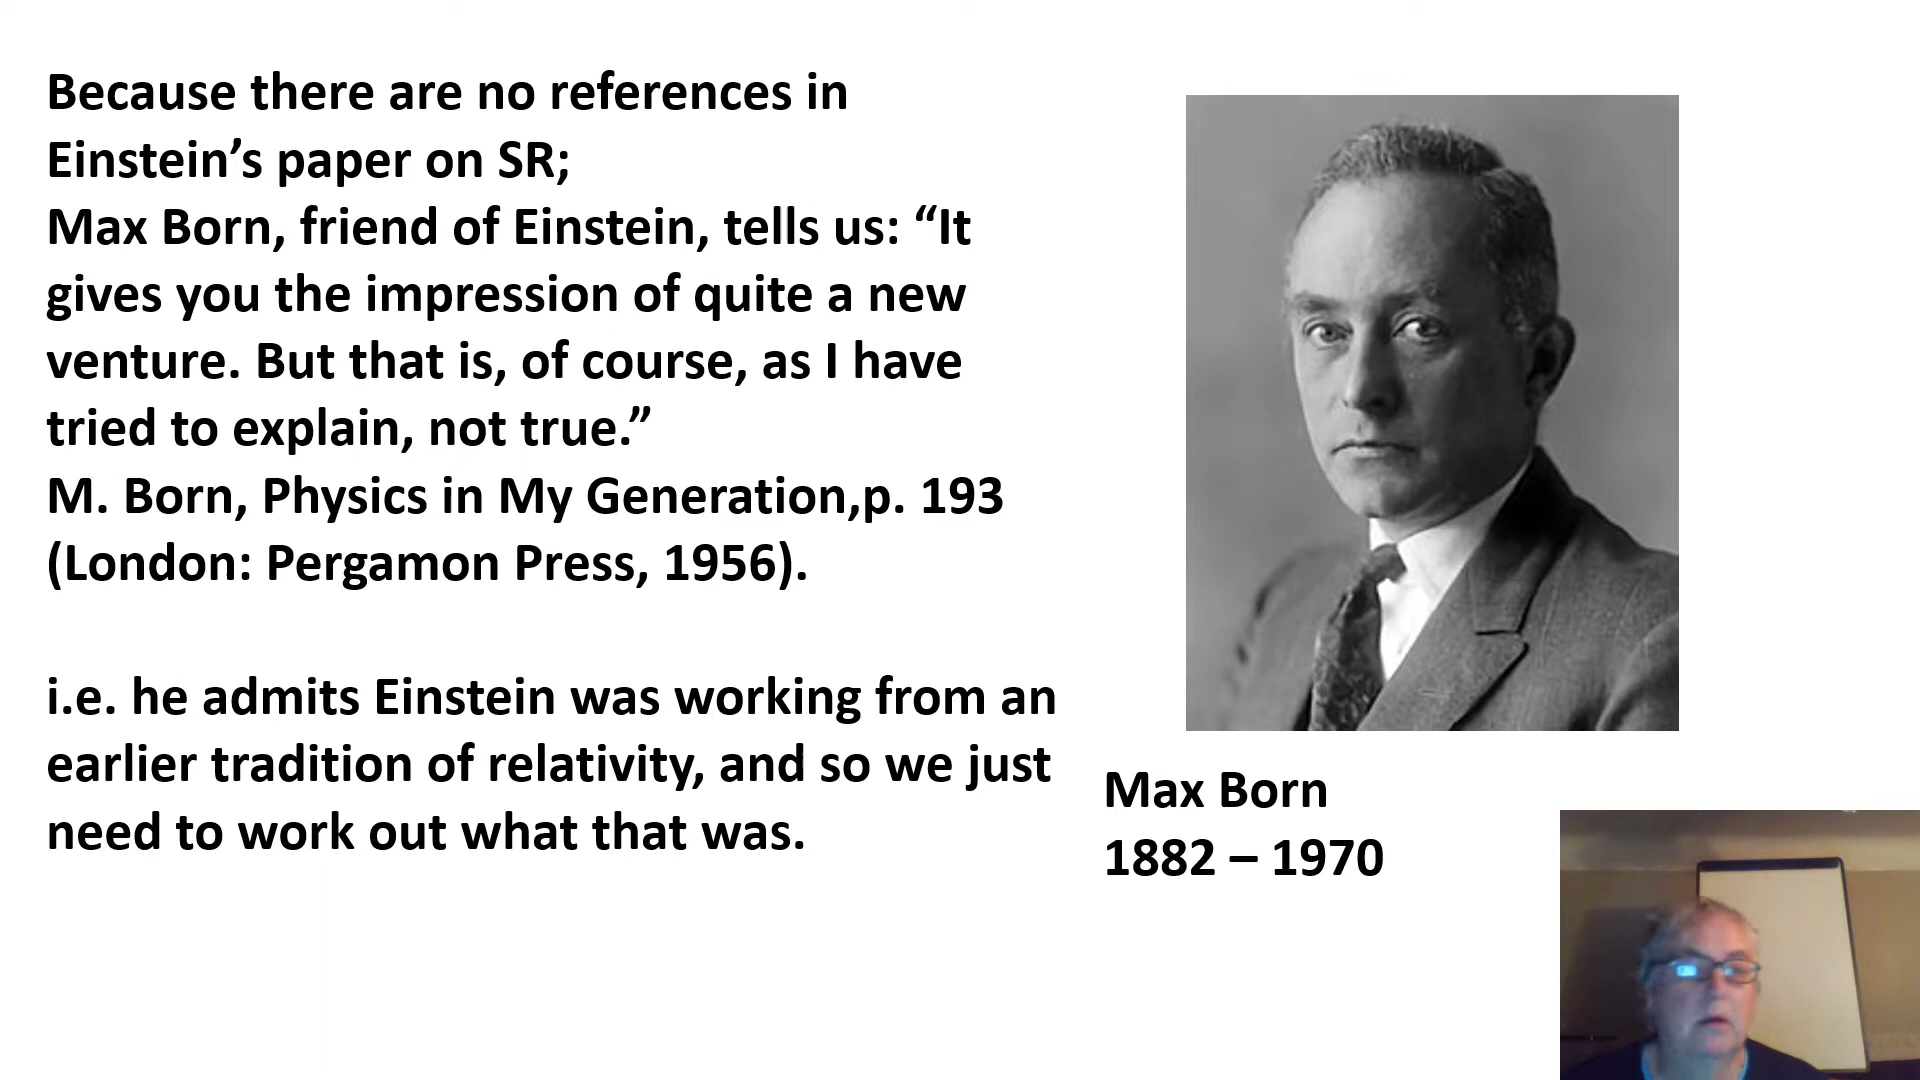 Because there are no references in
Einstein’s paper on SR;
Max Born, friend of Einstein, tells us: “It
gives you the impression of quite a new
venture. But that is, of course, as I have
tried to explain, not true.”
M. Born, Physics in My Generation,p. 193
(London: Pergamon Press, 1956).
i.e. he admits Einstein was working from an
earlier tradition of relativity, and so we just
need to work out what that was.
Max Born
1882 – 1970